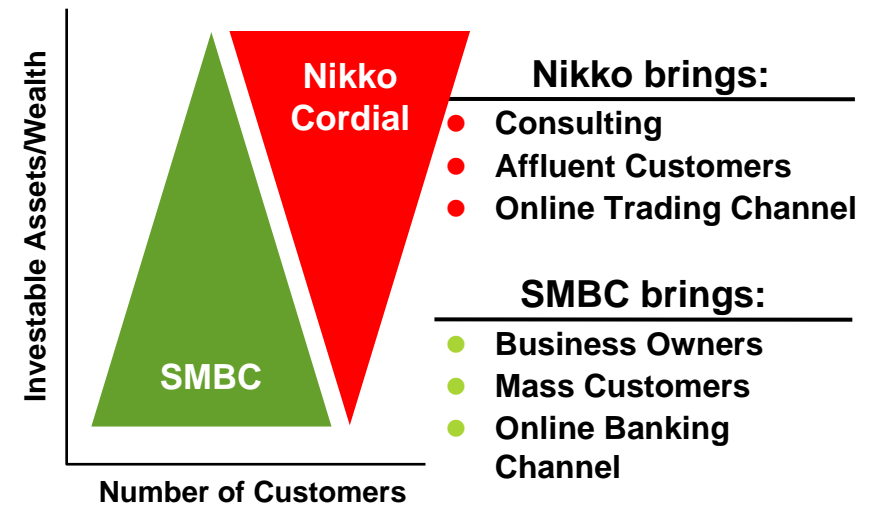 Investable Assets/Wealth
Nikko
Cordial
SMBC
Number of Customers
Nikko brings:
Consulting
Affluent Customers
Online Trading Channel
SMBC brings:
Business Owners
Mass Customers
Online Banking
Channel